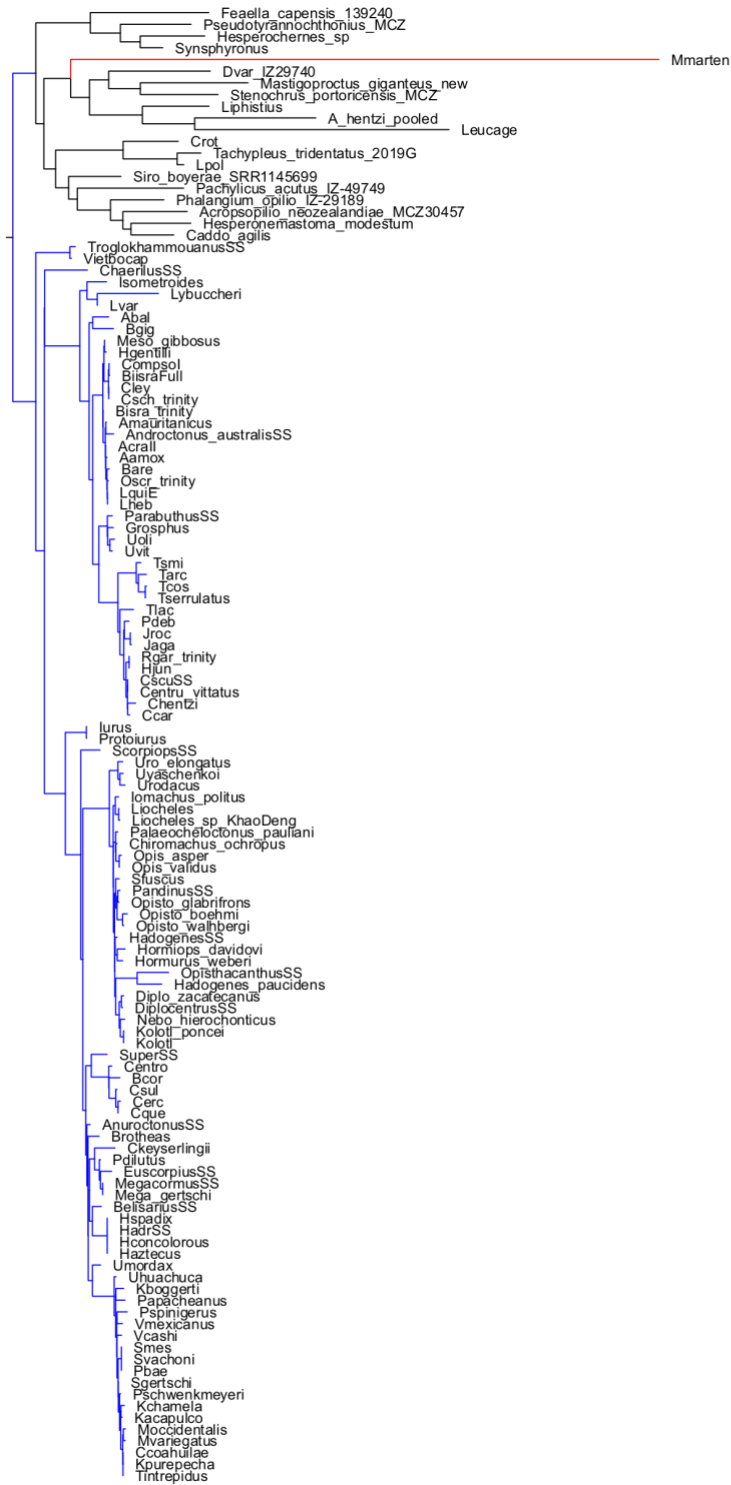 Feaella_capensis_139240
Pseudotyrannochthonius_MCZ
Hesperochernes_sp
Synsphyronus
Mmarten
Dvar_IZ29740
Mastigoproctus_giganteus_new
Stenochrus_portoricensis_MCZ
Liphistius
A_hentzi_pooled
Leucage
Crot
Tachypleus_tridentatus_2019G
Lpol
Siro_boyerae_SRR1145699
Pachylicus_acutus_IZ-49749
Phalangium_opilio_IZ-29189
Acropsopilio_neozealandiae_MCZ30457
Hesperonemastoma_modestum
Caddo_agilis
TroglokhammouanusSS
Vietbocap
ChaerilusSS
Isometroides
Lybuccheri
Lvar
Abal
Bgig
Meso_gibbosus
Hgentilli
Compsol
BiisraFull
Cley
Csch_trinity
Bisra_trinity
Amauritanicus
Androctonus_australisSS
Acrall
Aamox
Bare
Oscr_trinity
LquiE
Lheb
ParabuthusSS
Grosphus
Uoli
Uvit
Tsmi
Tarc
Tcos
Tserrulatus
Tlac
Pdeb
Jroc
Jaga
Rgar_trinity
Hjun
CscuSS
Centru_vittatus
Chentzi
Ccar
Iurus
Protoiurus
ScorpiopsSS
Uro_elongatus
Uyaschenkoi
Urodacus
Iomachus_politus
Liocheles
Liocheles_sp_KhaoDeng
Palaeocheloctonus_pauliani
Chiromachus_ochropus
Opis_asper
Opis_validus
Sfuscus
PandinusSS
Opisto_glabrifrons
Opisto_boehmi
Opisto_walhbergi
HadogenesSS
Hormiops_davidovi
Hormurus_weberi
OpisthacanthusSS
Hadogenes_paucidens
Diplo_zacatecanus
DiplocentrusSS
Nebo_hierochonticus
Kolotl_poncei
Kolotl
SuperSS
Centro
Bcor
Csul
Cerc
Cque
AnuroctonusSS
Brotheas
Ckeyserlingii
Pdilutus
EuscorpiusSS
MegacormusSS
Mega_gertschi
BelisariusSS
Hspadix
HadrSS
Hconcolorous
Haztecus
Umordax
Uhuachuca
Kboggerti
Papacheanus
Pspinigerus
Vmexicanus
Vcashi
Smes
Svachoni
Pbae
Sgertschi
Pschwenkmeyeri
Kchamela
Kacapulco
Moccidentalis
Mvariegatus
Ccoahuilae
Kpurepecha
Tintrepidus